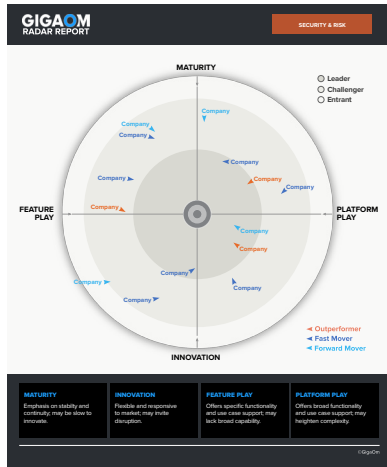 GIGAOM
RADAR REPORT
SECURITY & RISK
MATURITY
Leader
Challenger
Entrant
Company
Company
Company
Company
Company
Company
Company
Company
FEATURE
PLAY
PLATFORM
PLAY
Company
Company
Company
Company
Company
INNOVATION
Outperformer
Fast Mover
Forward Mover
MATURITY
Emphasis on stabilty and
continuity; may be slow to
innovate.
INNOVATION
Flexible and responsive
to market; may invite
disruption.
FEATURE PLAY
Offers specific functionality
and use case support; may
lack broad capability.
PLATFORM PLAY
Offers broad functionality
and use case support; may
heighten complexity.
©GigaOm